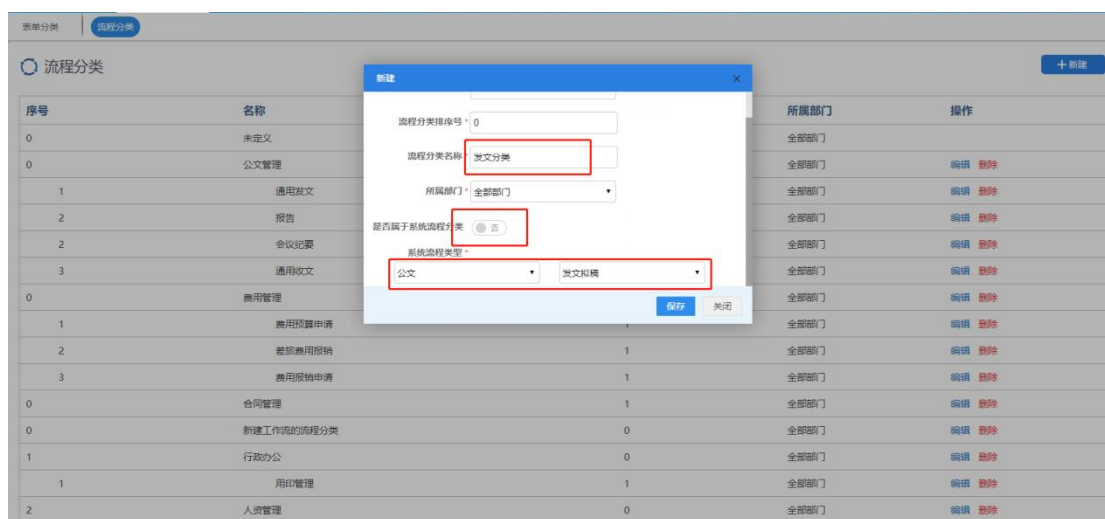 表单分类 流程分类
流程分类 ＋新建
新建 ×
序号 名称 所属部门 操作
流程分类排序号 * 0
0 未定义 全部部门
流程分类名称 * 发文分类
0 公文管理 全部部门 编辑 删除
所属部门 * 全部部门
1 通用发文 全部部门 编辑 删除
2 报告 全部部门 编辑 删除
是否属于系统流程分类 否
2 会议纪要 全部部门 编辑 删除
系统流程类型 *
3 通用收文 全部部门 编辑 删除
公文 发文拟稿
0 费用管理 全部部门 编辑 删除
保存 关闭
1 费用预算申请 1 全部部门 编辑 删除
2 差旅费用报销 1 全部部门 编辑 删除
3 费用报销申请 1 全部部门 编辑 删除
0 合同管理 1 全部部门 编辑 删除
0 新建工作流的流程分类 0 全部部门 编辑 删除
1 行政办公 0 全部部门 编辑 删除
1 用印管理 1 全部部门 编辑 删除
2 人资管理 0 全部部门 编辑 删除